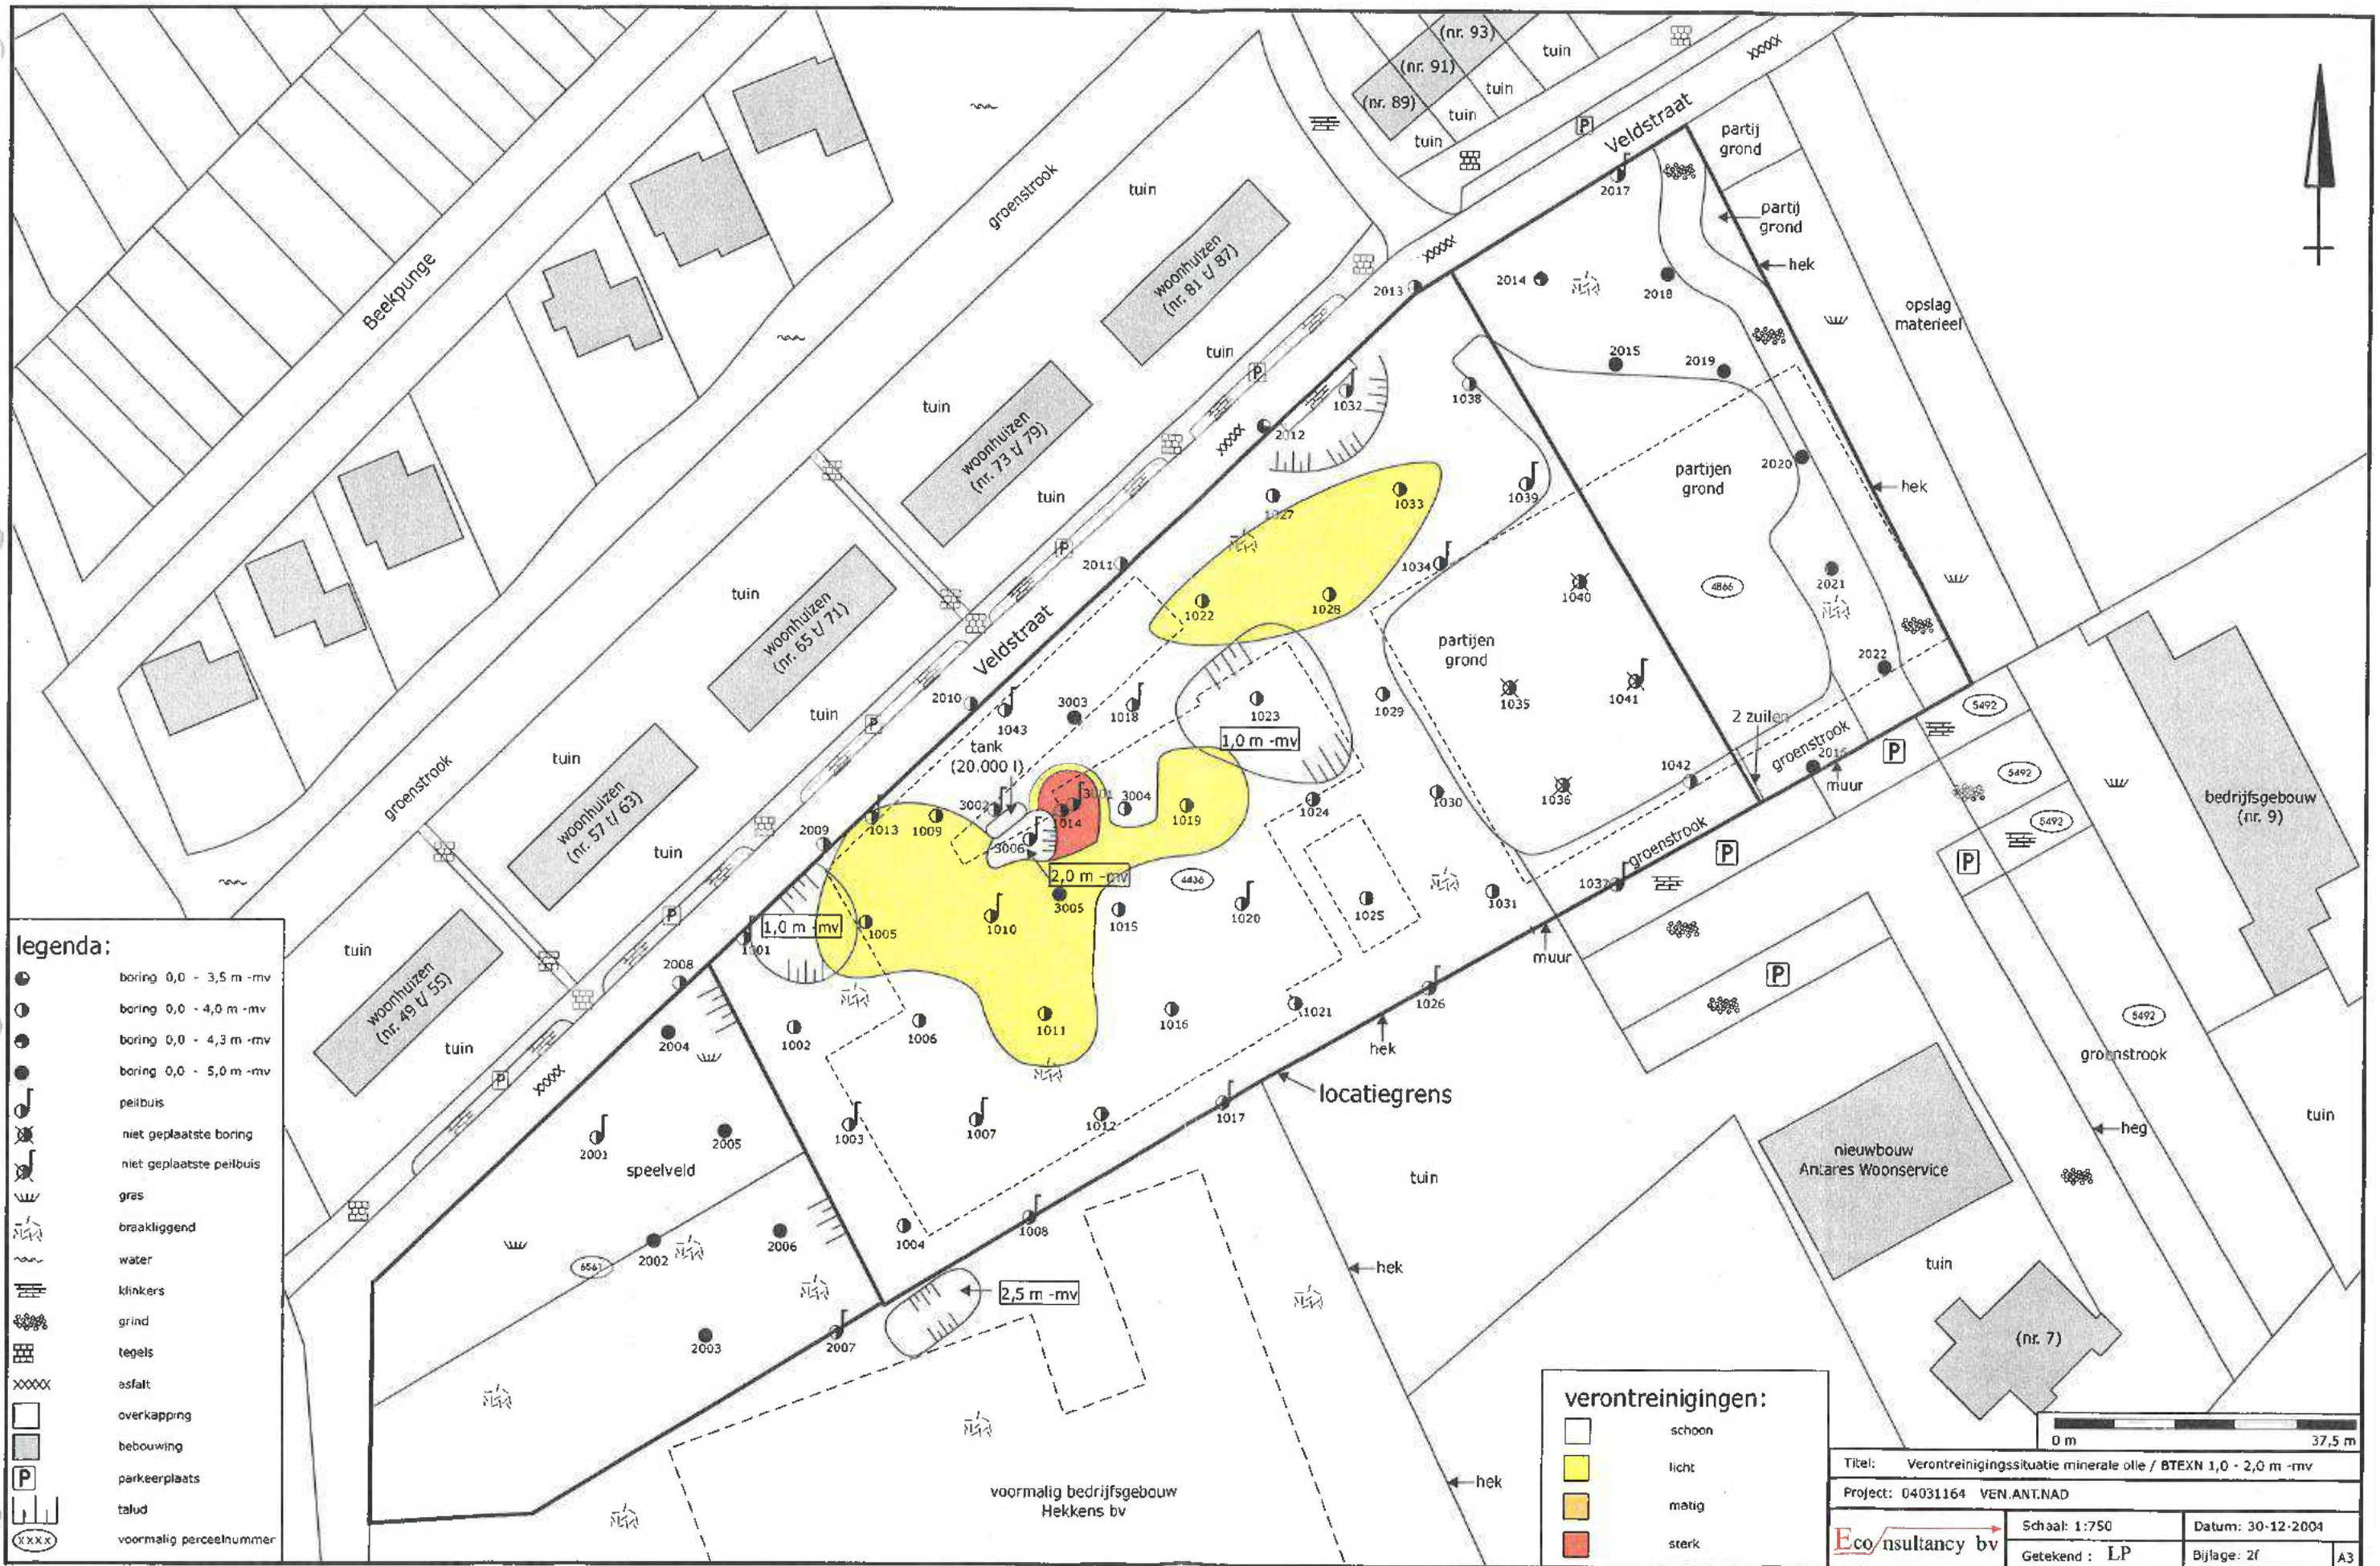 (nr. 93)
(nr. 91)
(nr. 89)
tuin
tuin
tuin
tuin
Veldstraat
xxxxx
P
partij
grond
partij
grond
hek
opslag
materieel
hek
Beekpunge
groenstrook
tuin
woonhuizen
(nr. 81 t/ 87)
tuin
P
xxxxx
2017
2013
2014
2018
2015
2019
1032
1038
2012
xxxxx
tuin
woonhuizen
(nr. 73 t/ 79)
tuin
P
1027
1033
1039
partijen
grond
2020
2011
1034
1022
1028
1040
4866
2021
tuin
woonhuizen
(nr. 65 t/ 71)
tuin
P
Veldstraat
partijen
grond
2022
2010
1043
3003
1018
1023
1029
1035
1041
1,0 m -mv
2 zuilen
groenstrook
2016
muur
5492
P
tank
(20.000 l)
5492
5492
P
bedrijfsgebouw
(nr. 9)
groenstrook
tuin
woonhuizen
(nr. 57 t/ 63)
tuin
P
2009
1013
1009
3002
3001
3004
1014
1019
3006
1024
1030
1036
1042
2,0 m -mv
4436
groenstrook
P
1037
1,0 m -mv
1001
1005
1010
3005
1015
1020
1025
1031
muur
P
tuin
woonhuizen
(nr. 49 t/ 55)
tuin
P
xxxxx
2008
2004
1002
1006
1011
1016
1021
1026
hek
locatiegrens
5492
groenstrook
heg
tuin
2001
2005
speelveld
1003
1007
1012
1017
tuin
nieuwbouw
Antares Woonservice
tuin
(nr. 7)
6561
2002
2006
1004
1008
2,5 m -mv
hek
2003
2007
hek
voormalig bedrijfsgebouw
Hekkens bv
legenda:
boring 0,0 - 3,5 m -mv
boring 0,0 - 4,0 m -mv
boring 0,0 - 4,3 m -mv
boring 0,0 - 5,0 m -mv
peilbuis
niet geplaatste boring
niet geplaatste peilbuis
gras
braakliggend
water
klinkers
grind
tegels
xxxxx asfalt
overkapping
bebouwing
P parkeerplaats
talud
xxxx voormalig perceelnummer
verontreinigingen:
schoon
licht
matig
sterk
0 m 37,5 m
Titel: Verontreinigingssituatie minerale olie / BTEXN 1,0 - 2,0 m -mv
Project: 04031164 VEN.ANT.NAD
Econsultancy bv
Schaal: 1:750
Datum: 30-12-2004
Getekend : LP
Bijlage: 2f
A3